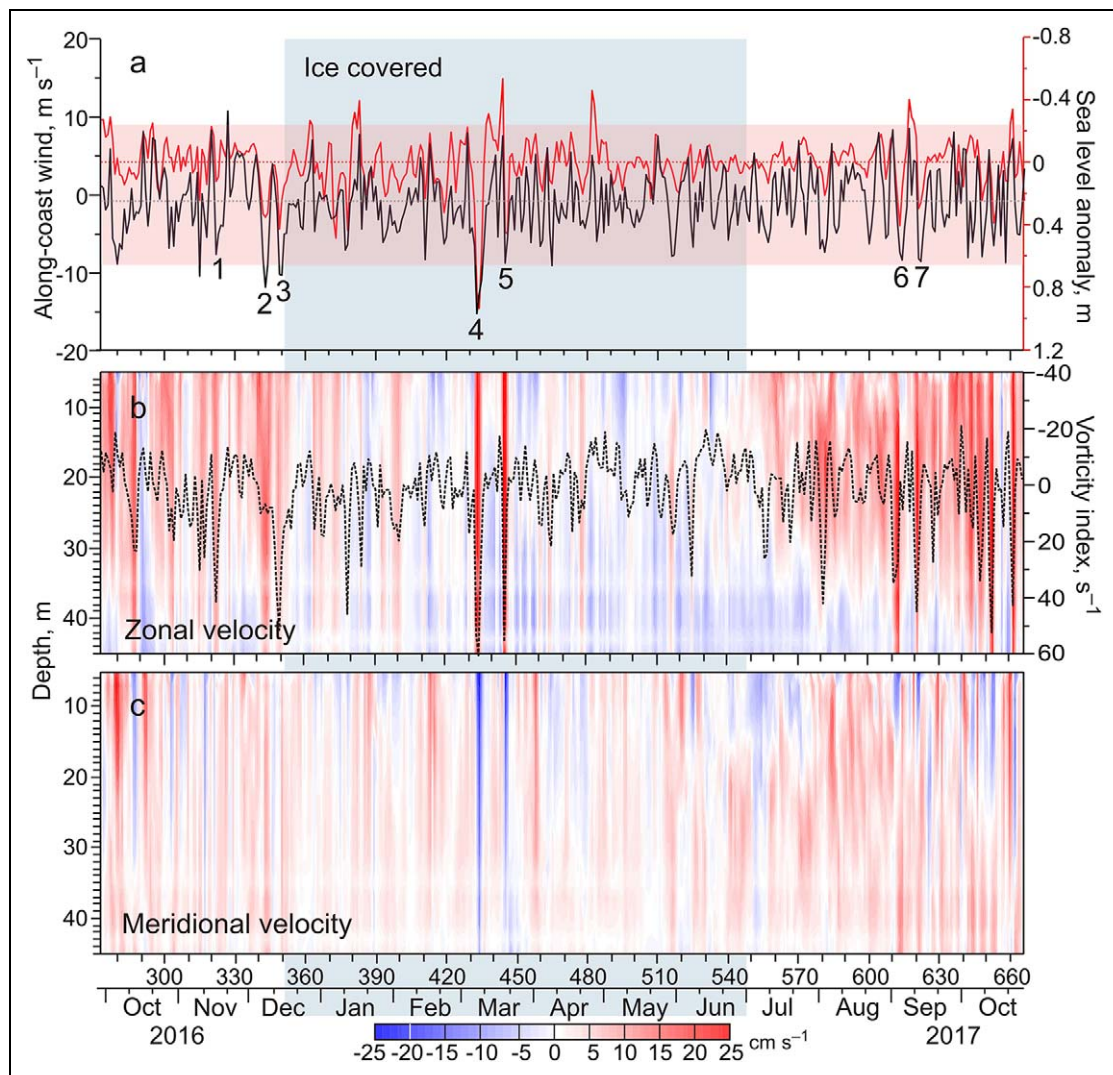 a
Ice covered
Along-coast wind, m s⁻¹
20
10
0
-10
-20
1
2
3
4
5
6
7
-0.8
-0.4
0
0.4
0.8
1.2
Sea level anomaly, m
b
Zonal velocity
10
20
30
40
-40
-20
0
20
40
60
Vorticity index, s⁻¹
Depth, m
c
Meridional velocity
10
20
30
40
300 330 360 390 420 450 480 510 540 570 600 630 660
Oct Nov Dec Jan Feb Mar Apr May Jun Jul Aug Sep Oct
2016 2017
-25 -20 -15 -10 -5 0 5 10 15 20 25 cm s⁻¹